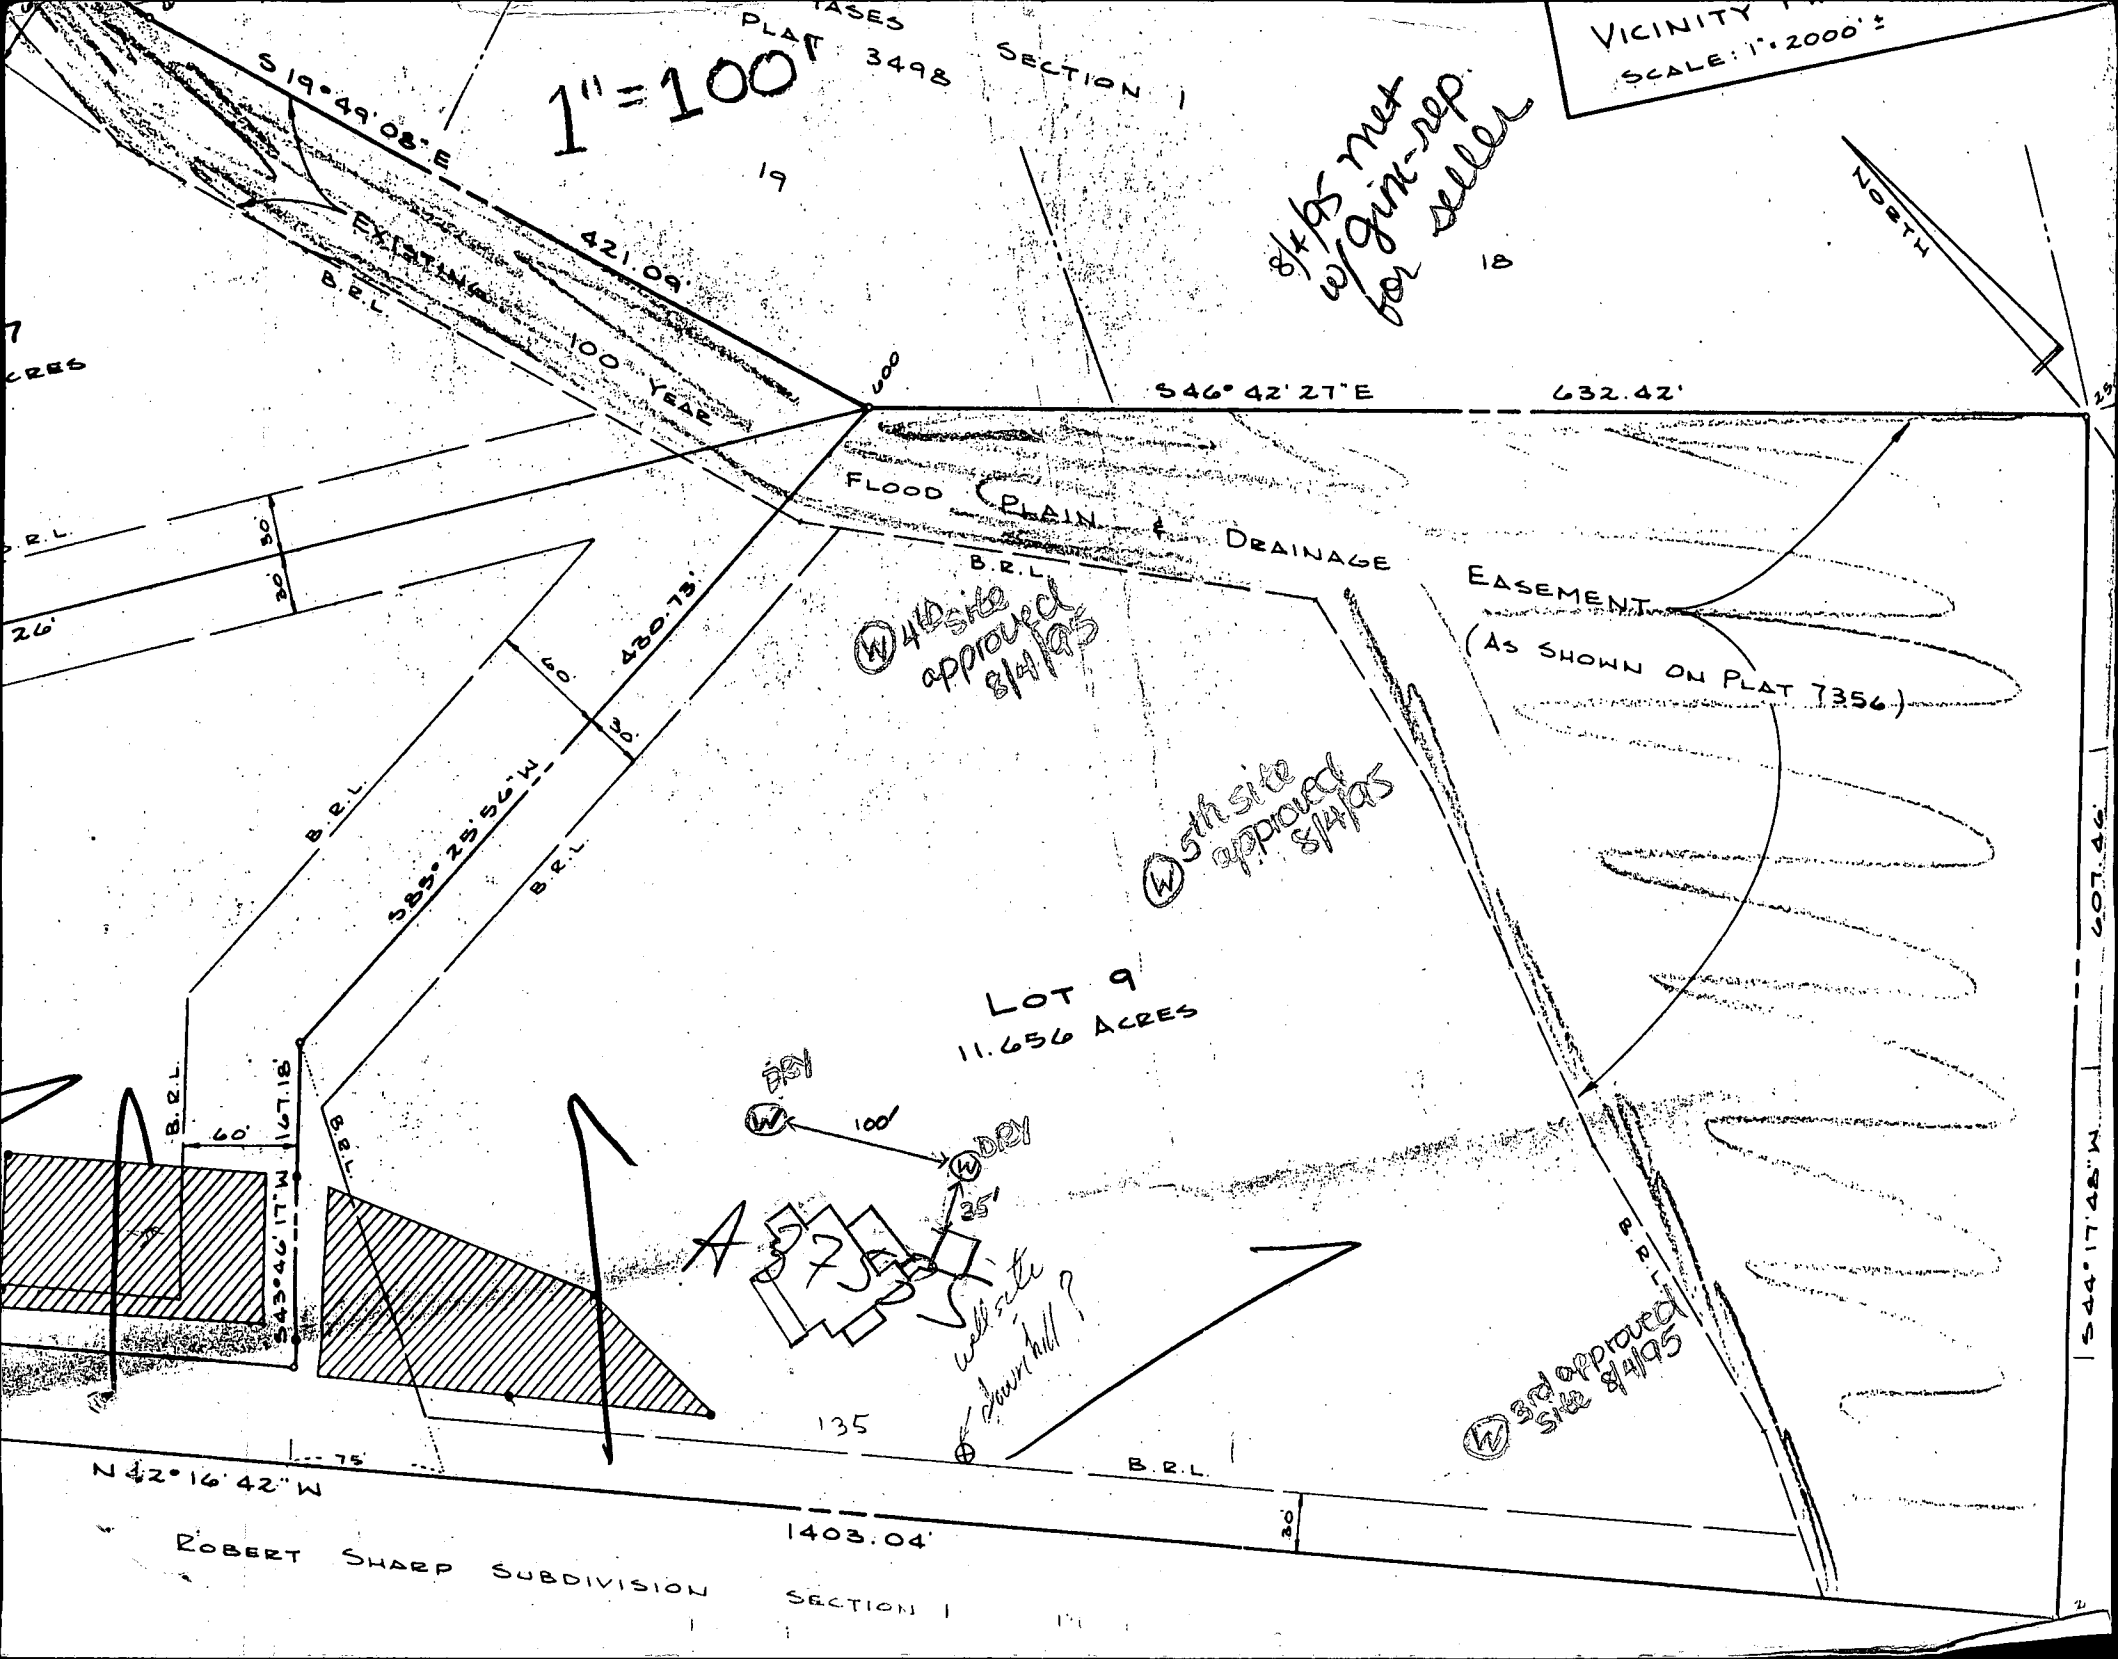 PLAT 3498
SECTION 1
VICINITY
SCALE: 1"=2000'±
1"=100'
S 19° 49' 08" E
421.09'
19
8/4/95 met
w/ Gink-rep.
for seller
18
NORTH
EXISTING
100 YEAR
B.R.L.
7
CRES
600
S46° 42' 27" E
632.42'
FLOOD PLAIN & DRAINAGE
EASEMENT
(AS SHOWN ON PLAT 7356)
B.R.L.
B.R.L.
30'
30'
26'
W 4th site
approved
8/4/95
430.73'
60'
30'
W 5th site
approved
8/4/95
B.R.L.
S83° 25' 56" W
B.R.L.
607.46'
LOT 9
11.656 ACRES
DRY
W
100'
W DRY
35'
B.R.L.
60'
167.18'
B.R.L.
S43° 46' 17" W
S44° 17' 48" W
well site
down hill ?
B.R.L.
W 3rd approved
site 8/4/95
135
B.R.L.
75'
N42° 16' 42" W
1403.04'
30'
ROBERT SHARP SUBDIVISION SECTION 1